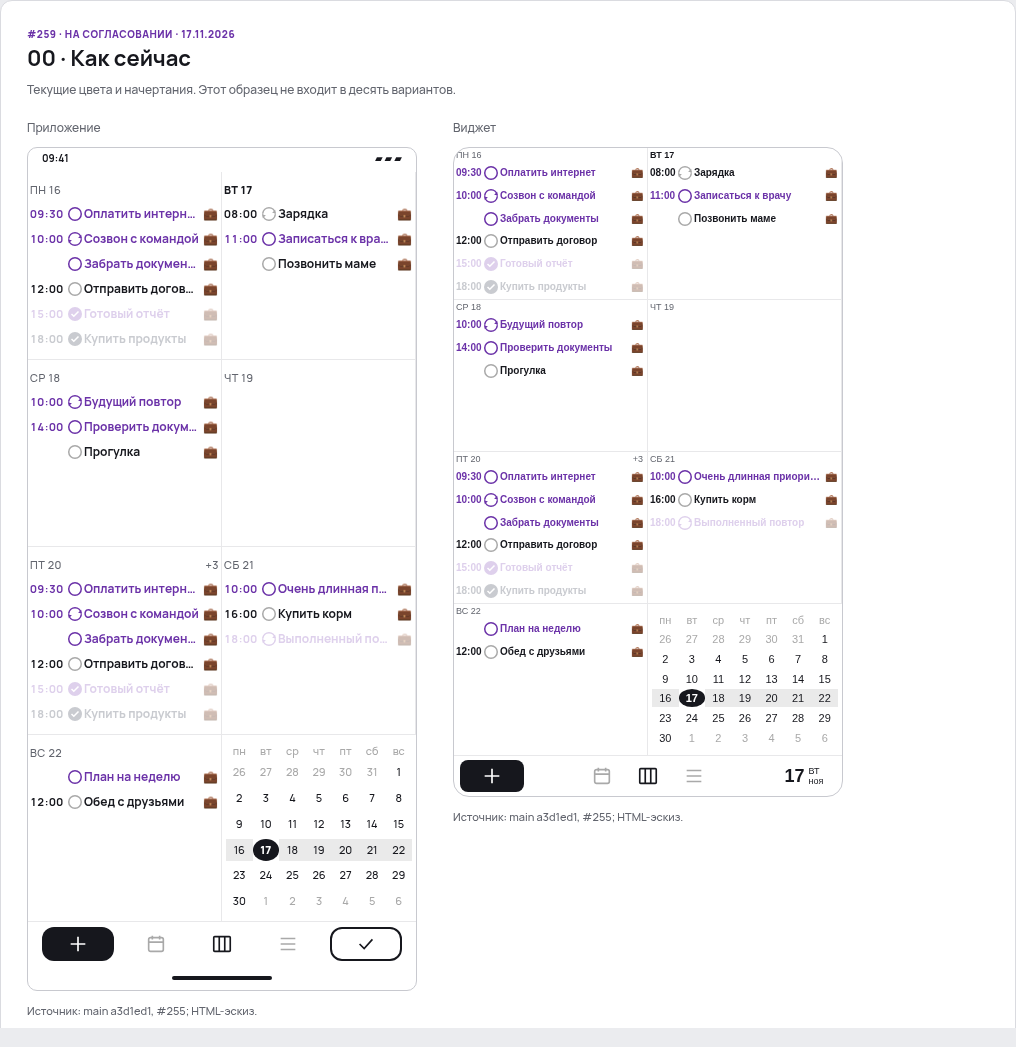 #259 · НА СОГЛАСОВАНИИ · 17.11.2026
00 · Как сейчас
Текущие цвета и начертания. Этот образец не входит в десять вариантов.
Приложение
09:41
ПН 16
09:30 Оплатить интерн…
10:00 Созвон с командой
Забрать докумен…
12:00 Отправить догов…
15:00 Готовый отчёт
18:00 Купить продукты
ВТ 17
08:00 Зарядка
11:00 Записаться к вра…
Позвонить маме
СР 18
10:00 Будущий повтор
14:00 Проверить докум…
Прогулка
ЧТ 19
ПТ 20 +3
09:30 Оплатить интерн…
10:00 Созвон с командой
Забрать докумен…
12:00 Отправить догов…
15:00 Готовый отчёт
18:00 Купить продукты
СБ 21
10:00 Очень длинная п…
16:00 Купить корм
18:00 Выполненный по…
ВС 22
План на неделю
12:00 Обед с друзьями
пн вт ср чт пт сб вс
26 27 28 29 30 31 1
2 3 4 5 6 7 8
9 10 11 12 13 14 15
16 17 18 19 20 21 22
23 24 25 26 27 28 29
30 1 2 3 4 5 6
Источник: main a3d1ed1, #255; HTML-эскиз.
Виджет
ПН 16
09:30 Оплатить интернет
10:00 Созвон с командой
Забрать документы
12:00 Отправить договор
15:00 Готовый отчёт
18:00 Купить продукты
ВТ 17
08:00 Зарядка
11:00 Записаться к врачу
Позвонить маме
СР 18
10:00 Будущий повтор
14:00 Проверить документы
Прогулка
ЧТ 19
ПТ 20 +3
09:30 Оплатить интернет
10:00 Созвон с командой
Забрать документы
12:00 Отправить договор
15:00 Готовый отчёт
18:00 Купить продукты
СБ 21
10:00 Очень длинная приори…
16:00 Купить корм
18:00 Выполненный повтор
ВС 22
План на неделю
12:00 Обед с друзьями
пн вт ср чт пт сб вс
26 27 28 29 30 31 1
2 3 4 5 6 7 8
9 10 11 12 13 14 15
16 17 18 19 20 21 22
23 24 25 26 27 28 29
30 1 2 3 4 5 6
17 ВТ
ноя
Источник: main a3d1ed1, #255; HTML-эскиз.